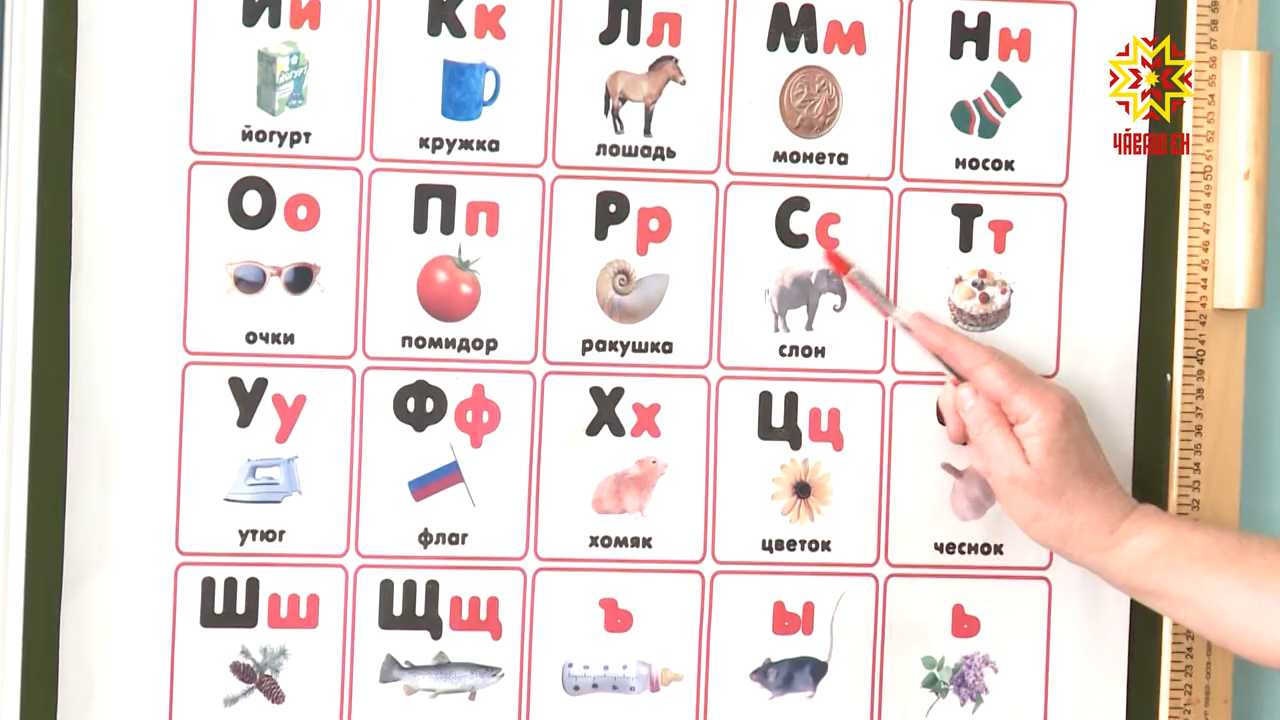 Йй Кк Лл Мм Нн
ЙОГУРТ
йогурт кружка лошадь монета носок
Оо Пп Рр Сс Тт
очки помидор ракушка слон
Уу Фф Хх Цц
утюг флаг хомяк цветок чеснок
Шш Щщ ъ ы ь
ЧӐВАШ ЕН